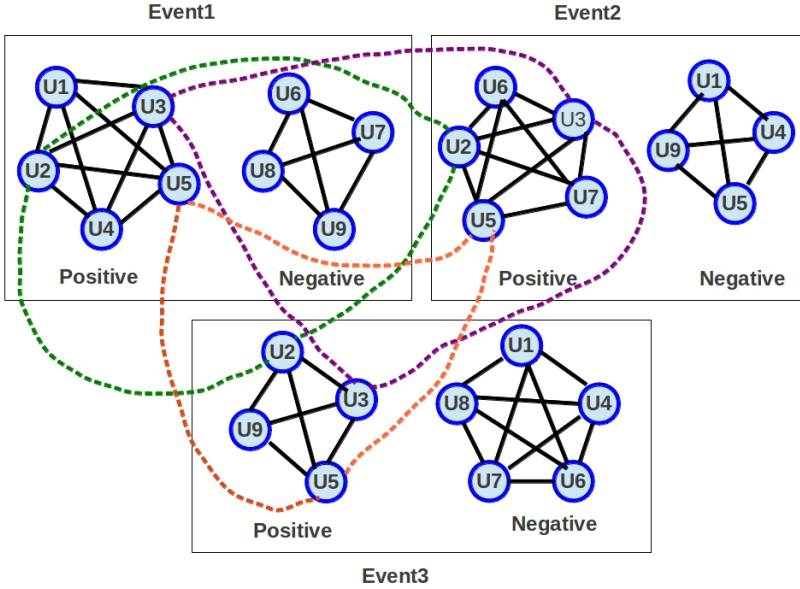 Event1
Event2
U1
U3
U2
U5
U4
Positive
U6
U7
U8
U9
Negative
U6
U3
U2
U7
U5
Positive
U1
U4
U9
U5
Negative
U2
U3
U9
U5
Positive
U1
U8
U4
U7
U6
Negative
Event3